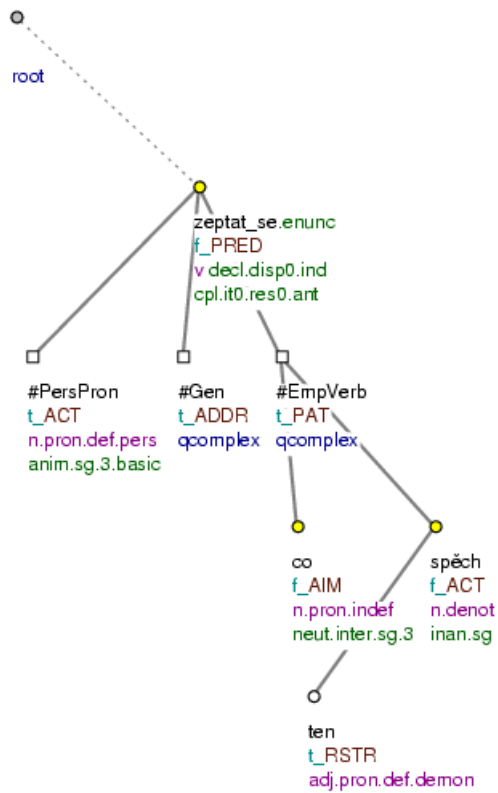 root
zeptat_se.enunc
f_PRED
v decl.disp0.ind
cpl.it0.res0.ant
#PersPron
t_ACT
n.pron.def.pers
anim.sg.3.basic
#Gen
t_ADDR
qcomplex
#EmpVerb
t_PAT
qcomplex
co
f_AIM
n.pron.indef
neut.inter.sg.3
spěch
f_ACT
n.denot
inan.sg
ten
t_RSTR
adj.pron.def.demon